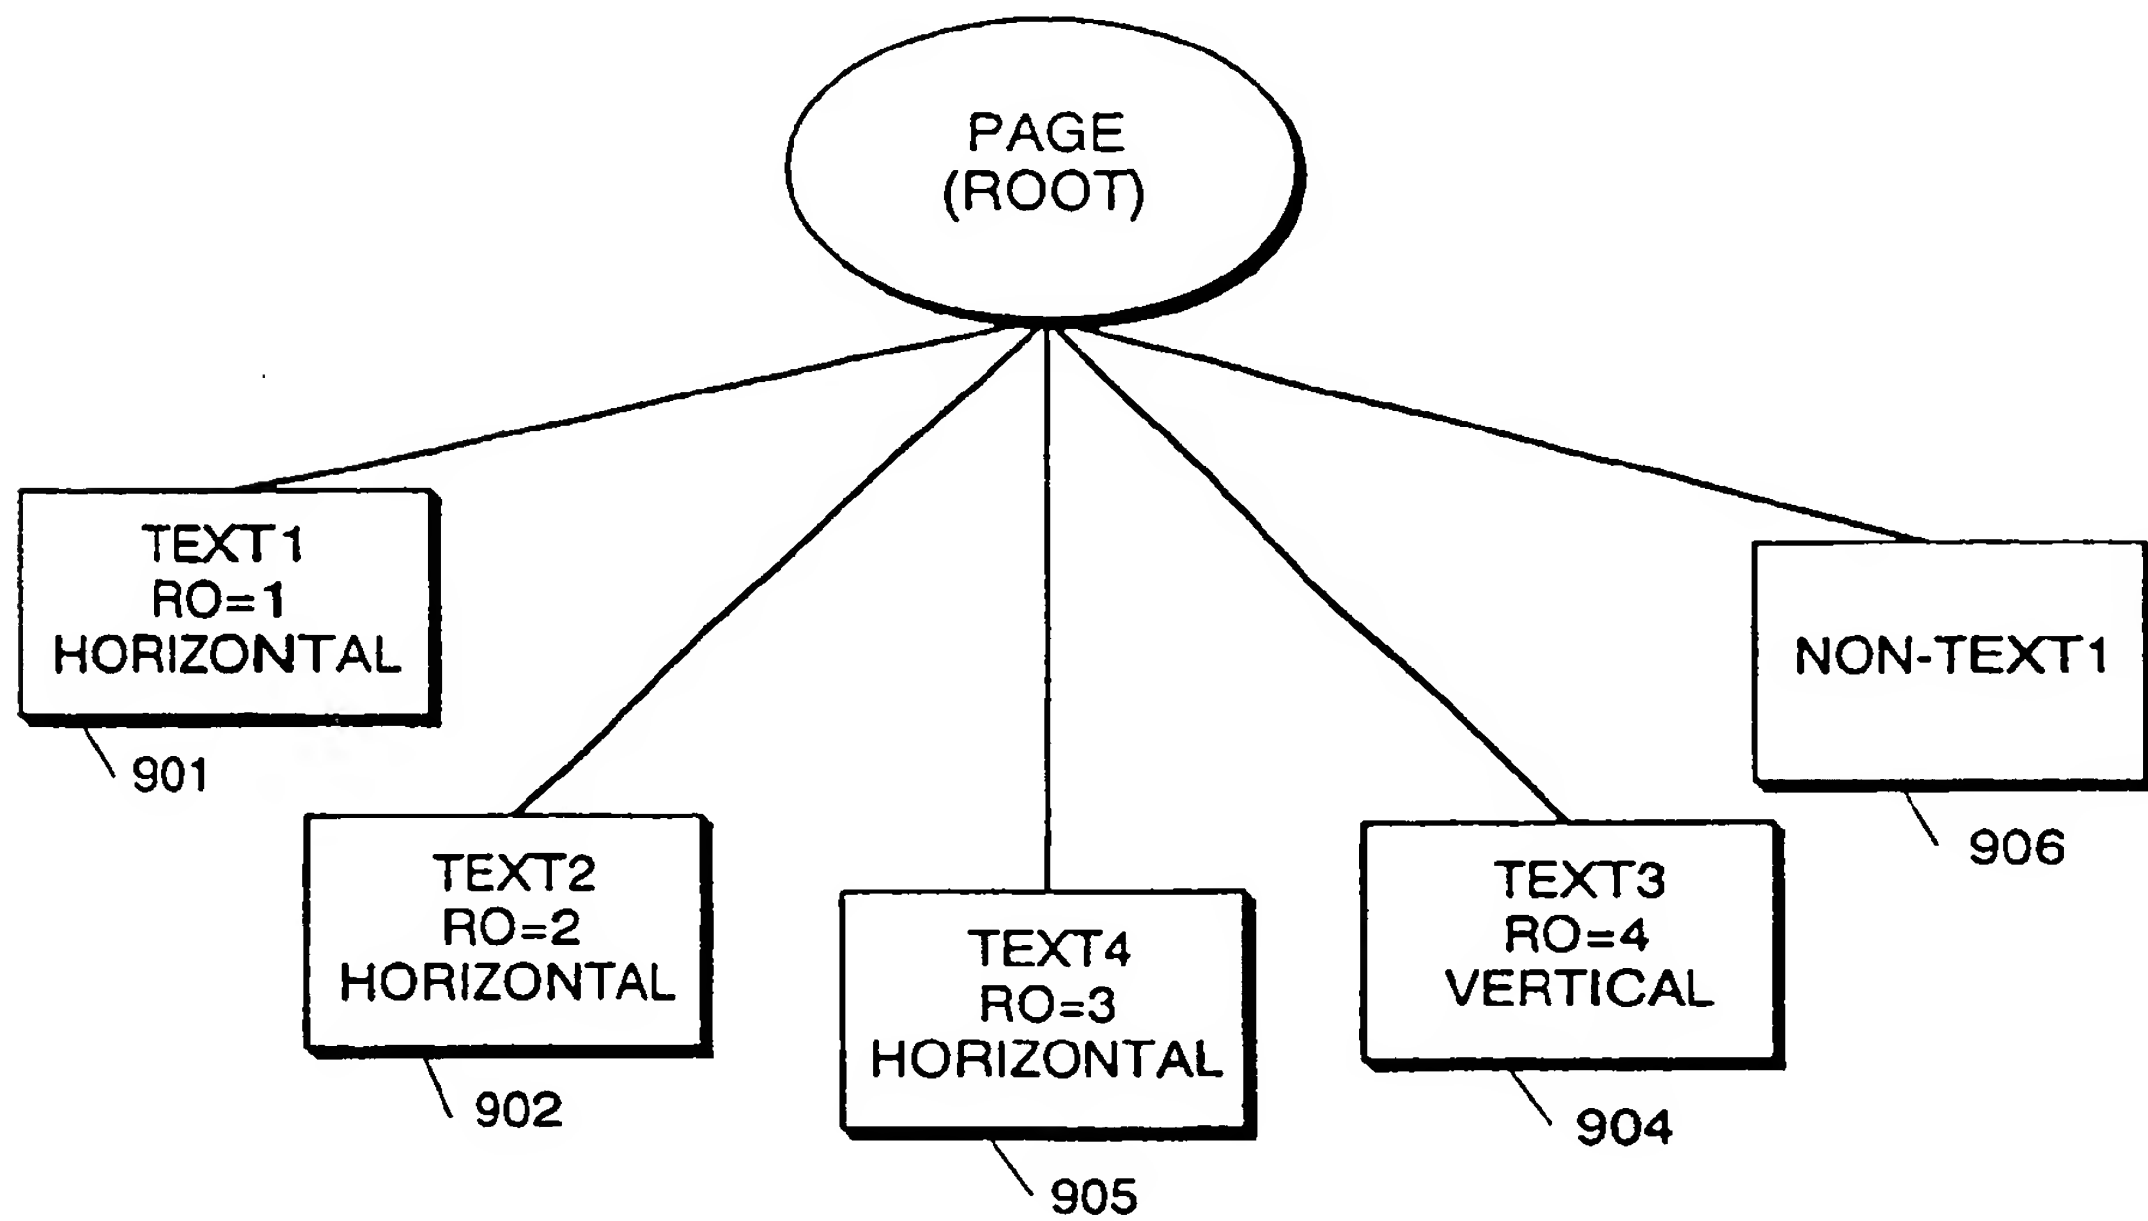 PAGE
(ROOT)
TEXT1
RO=1
HORIZONTAL
901
TEXT2
RO=2
HORIZONTAL
902
TEXT4
RO=3
HORIZONTAL
905
TEXT3
RO=4
VERTICAL
904
NON-TEXT1
906